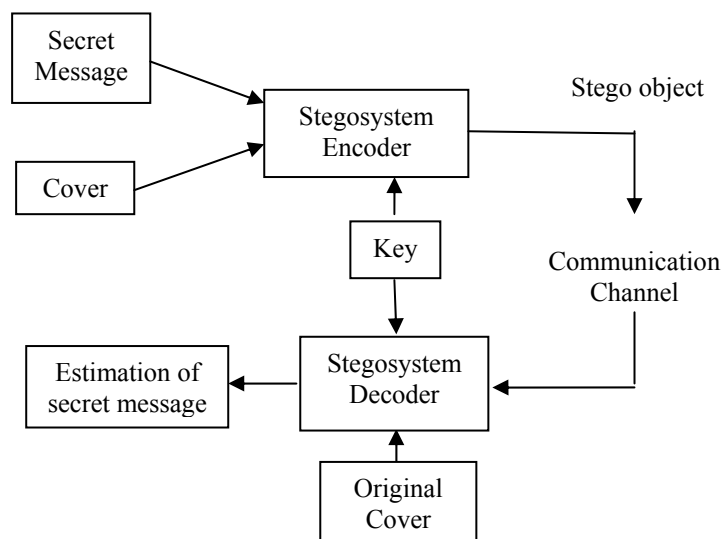 Secret
Message
Stego object
Stegosystem
Encoder
Cover
Key
Communication
Channel
Estimation of
secret message
Stegosystem
Decoder
Original
Cover